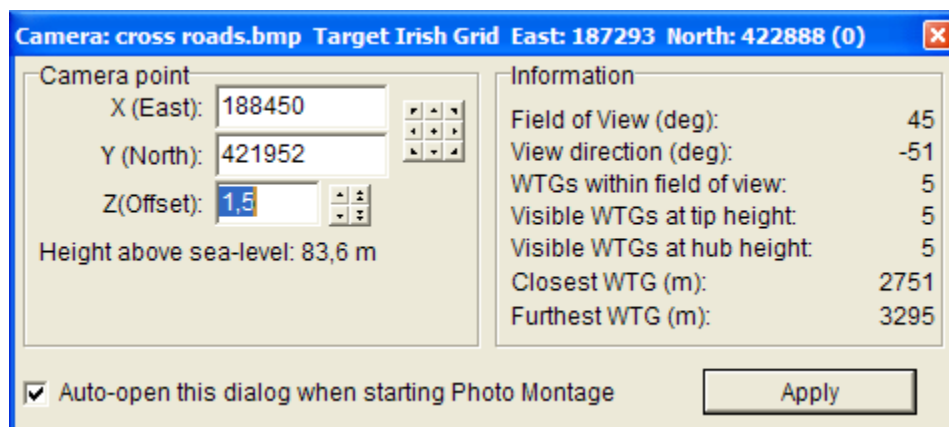 Camera: cross roads.bmp Target Irish Grid East: 187293 North: 422888 (0)
Camera point
X (East): 188450
Y (North): 421952
Z(Offset): 1,5
Height above sea-level: 83,6 m
Information
Field of View (deg): 45
View direction (deg): -51
WTGs within field of view: 5
Visible WTGs at tip height: 5
Visible WTGs at hub height: 5
Closest WTG (m): 2751
Furthest WTG (m): 3295
Auto-open this dialog when starting Photo Montage
Apply